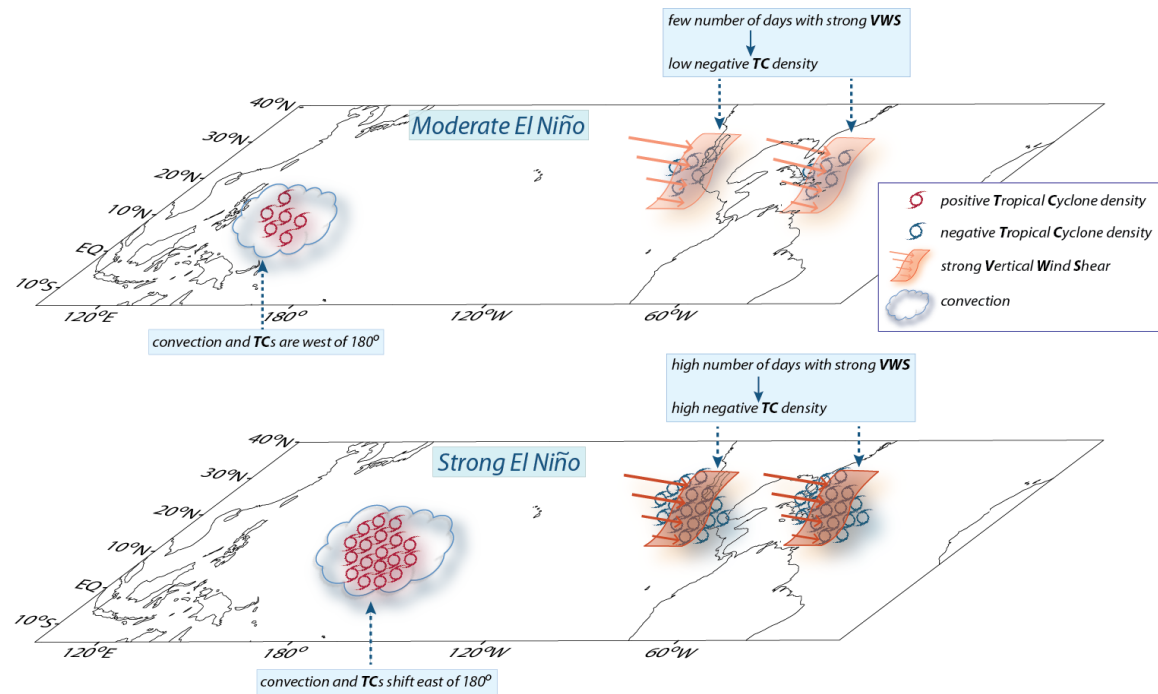 few number of days with strong VWS
low negative TC density
40°N
Moderate El Niño
30°N
20°N
10°N
EQ
10°S
120°E
180°
120°W
60°W
positive Tropical Cyclone density
negative Tropical Cyclone density
strong Vertical Wind Shear
convection
convection and TCs are west of 180°
high number of days with strong VWS
high negative TC density
40°N
Strong El Niño
30°N
20°N
10°N
EQ
10°S
120°E
180°
120°W
60°W
convection and TCs shift east of 180°